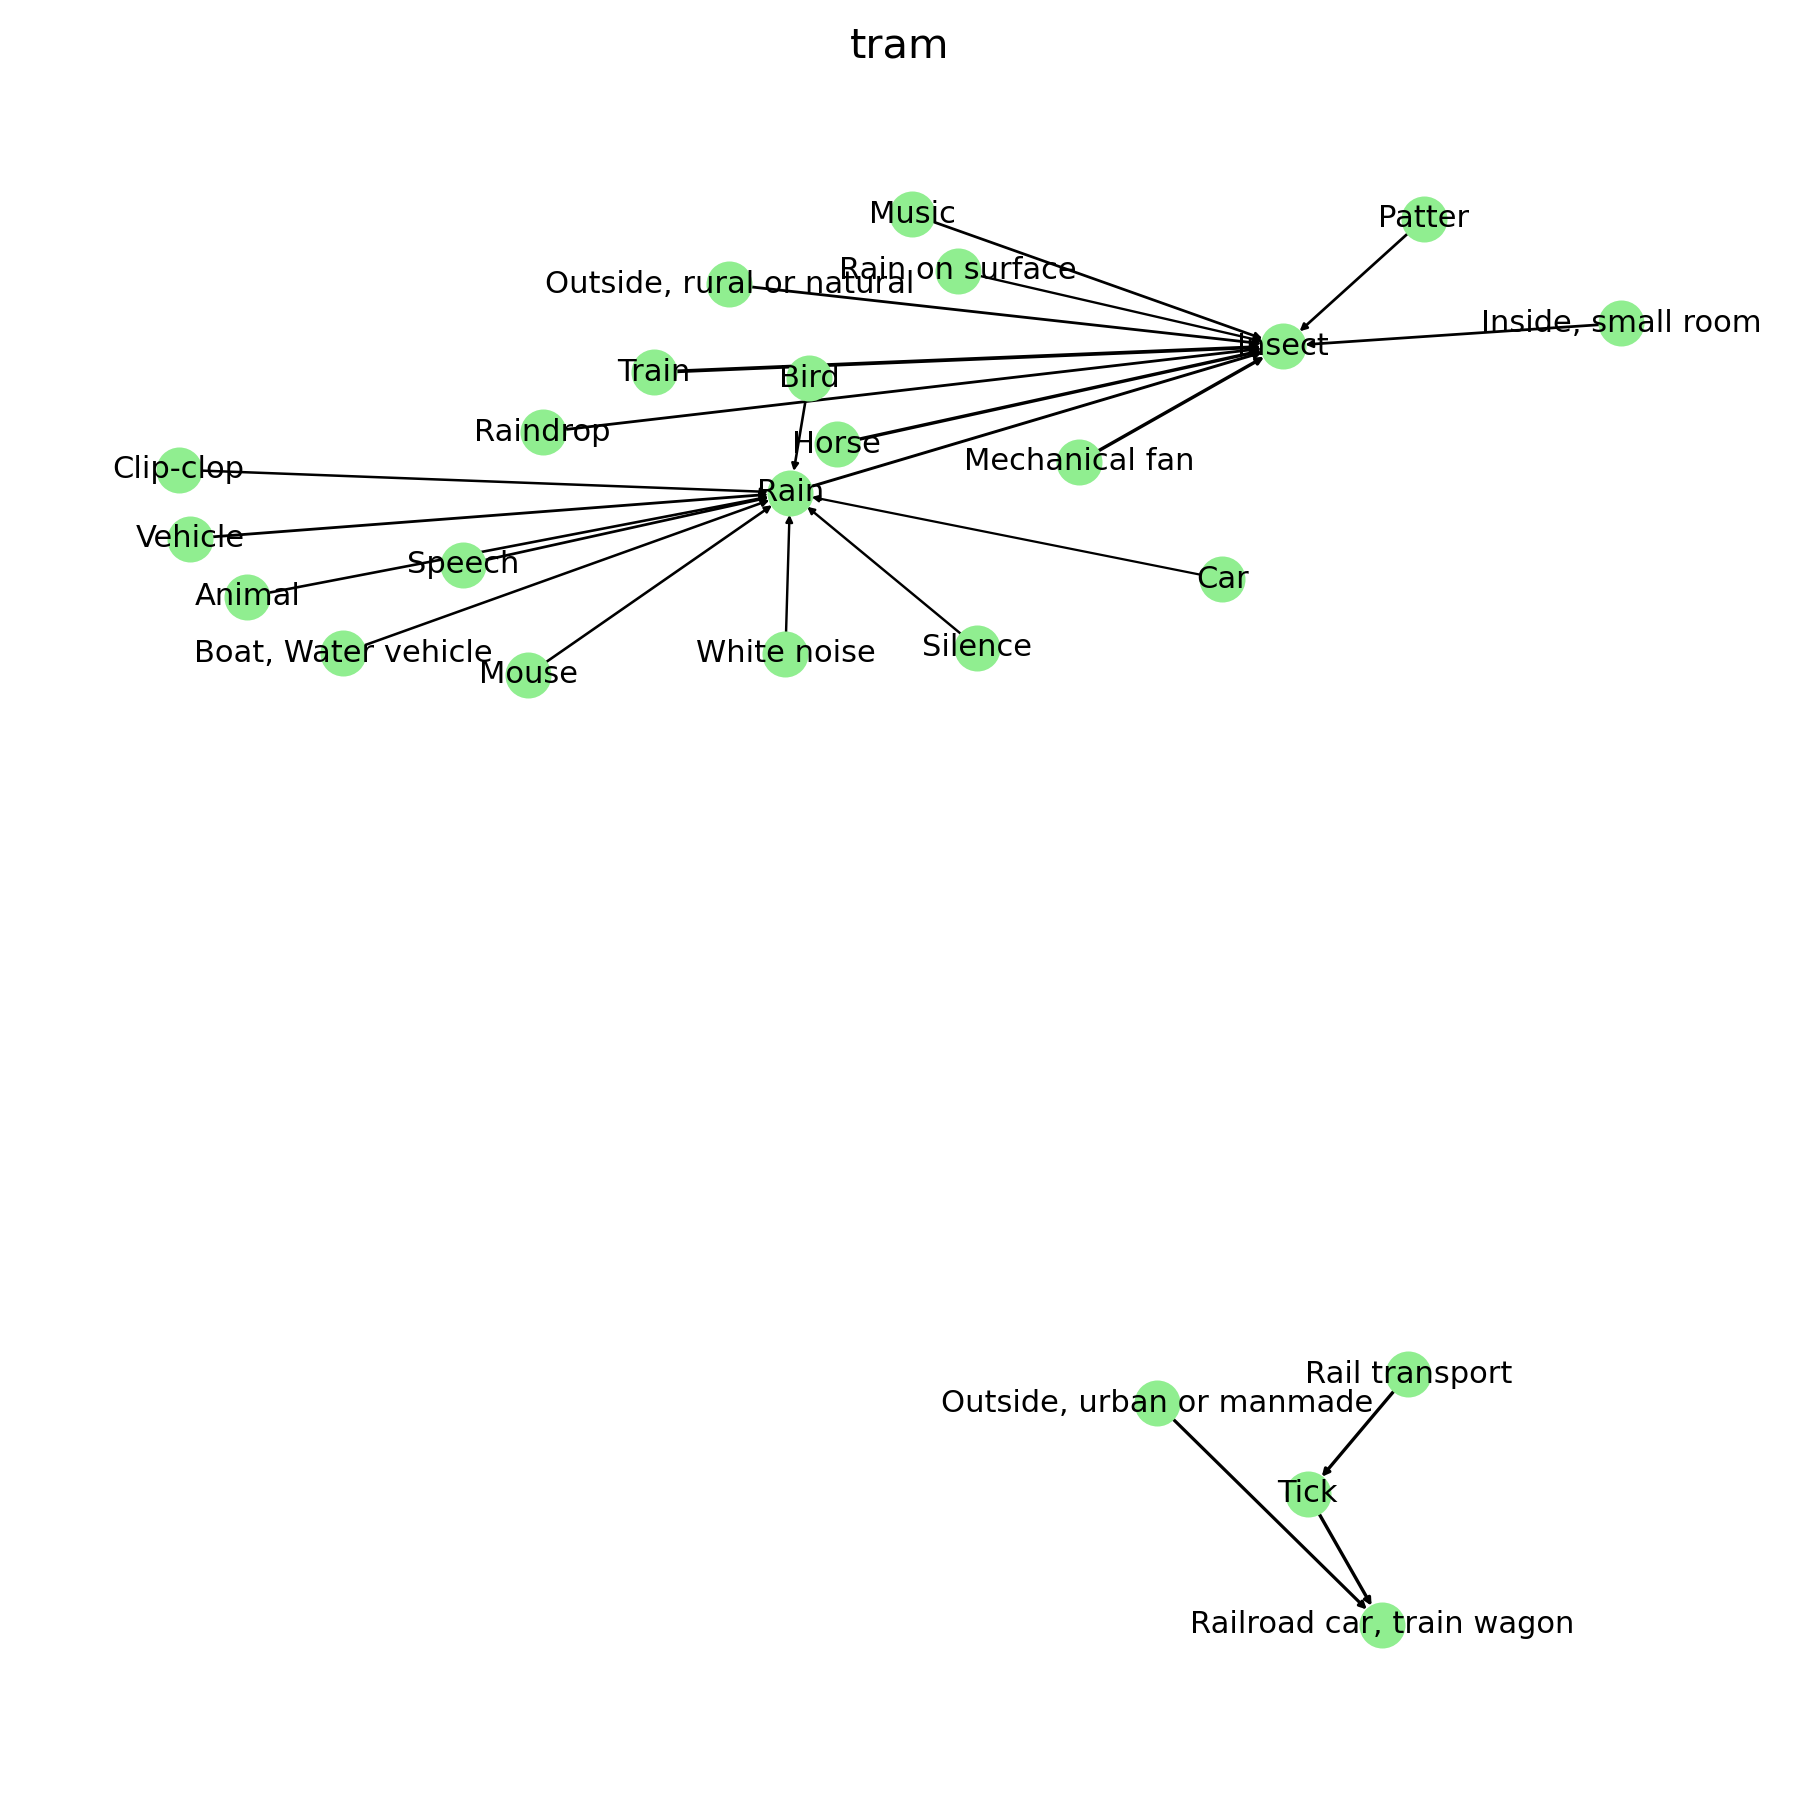 tram
Music
Patter
Rain on surface
Outside, rural or natural
Inside, small room
Insect
Train
Bird
Raindrop
Horse
Mechanical fan
Clip-clop
Rain
Vehicle
Speech
Car
Animal
Boat, Water vehicle
White noise
Silence
Mouse
Rail transport
Outside, urban or manmade
Tick
Railroad car, train wagon